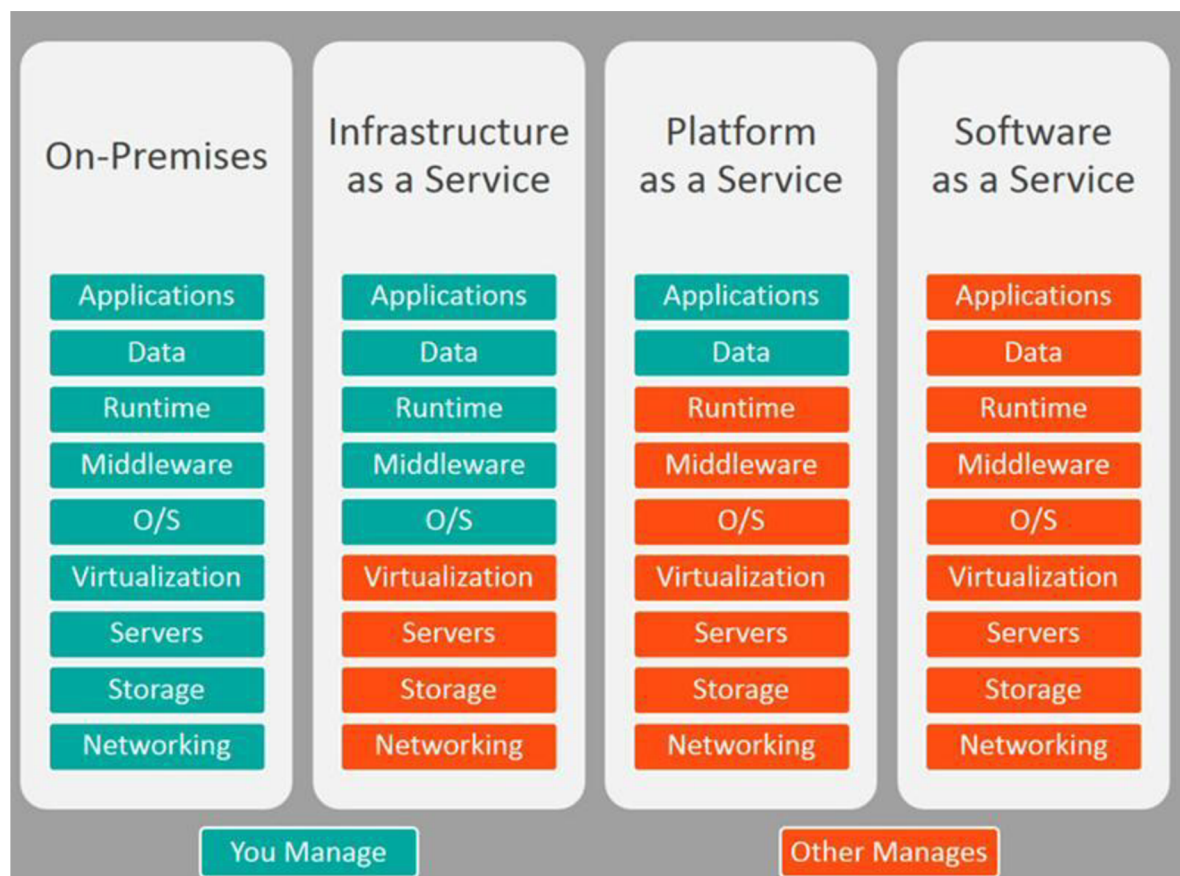 On-Premises
Applications
Data
Runtime
Middleware
O/S
Virtualization
Servers
Storage
Networking
Infrastructure
as a Service
Applications
Data
Runtime
Middleware
O/S
Virtualization
Servers
Storage
Networking
Platform
as a Service
Applications
Data
Runtime
Middleware
O/S
Virtualization
Servers
Storage
Networking
Software
as a Service
Applications
Data
Runtime
Middleware
O/S
Virtualization
Servers
Storage
Networking
You Manage
Other Manages